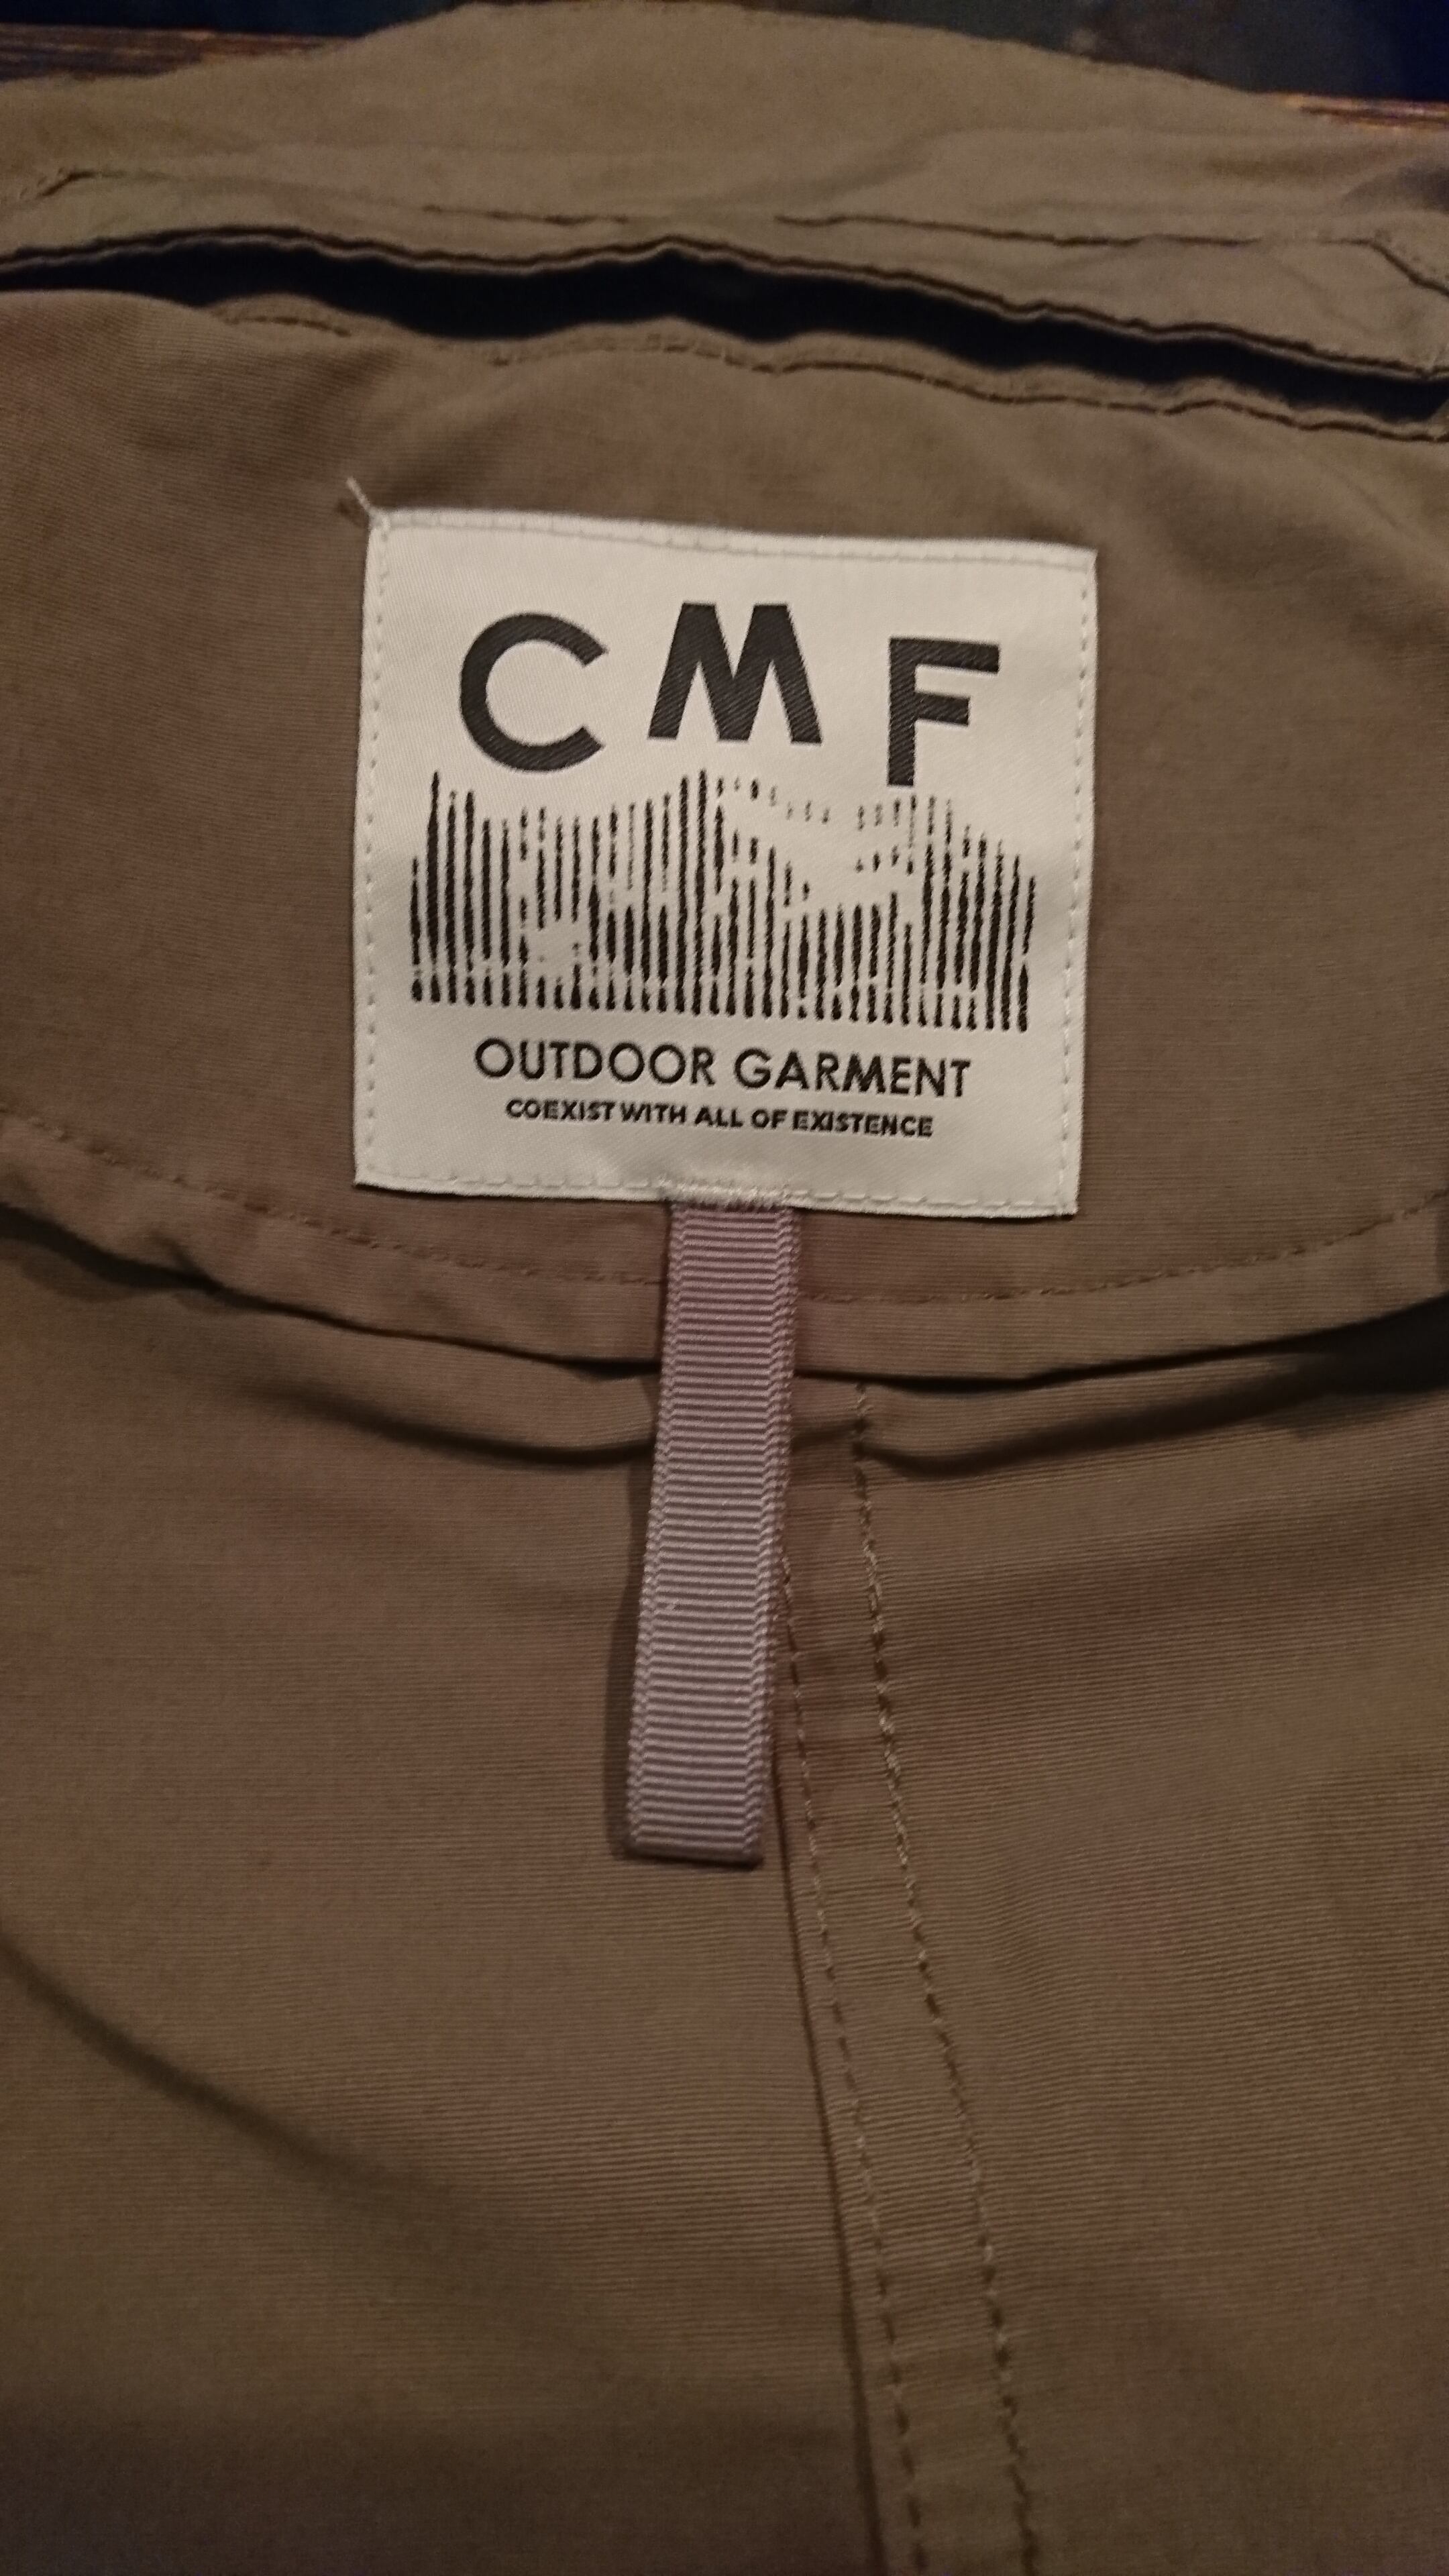 CMF
OUTDOOR GARMENT
COEXIST WITH ALL OF EXISTENCE